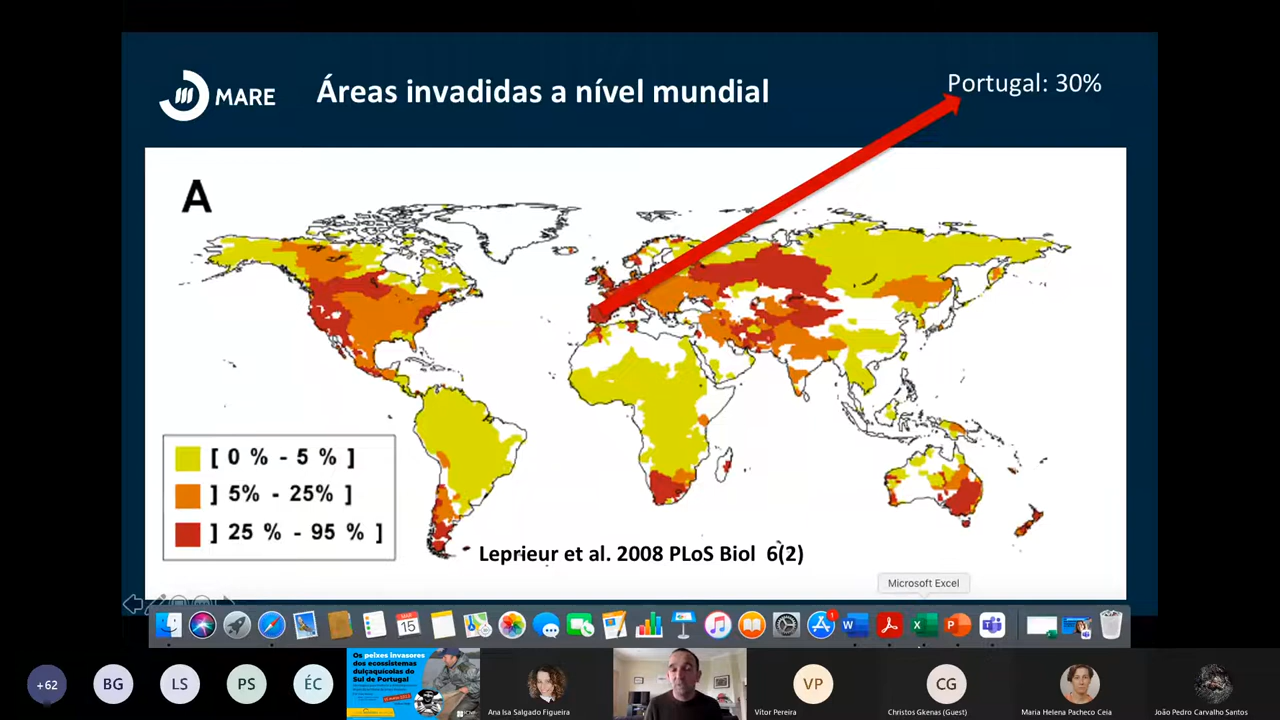 MARE
Áreas invadidas a nível mundial
Portugal: 30%
A
[ 0 % - 5 % ]
] 5% - 25% ]
] 25 % - 95 % ]
Leprieur et al. 2008 PLoS Biol 6(2)
Microsoft Excel
MAR
15
1
W
X
P
+62
BG
LS
PS
ÉC
Os peixes invasores
dos ecossistemas
dulçaquícolas do
Sul de Portugal
Ana Isa Salgado Figueira
VP
Vítor Pereira
CG
Christos Gkenas (Guest)
Maria Helena Pacheco Ceia
João Pedro Carvalho Santos